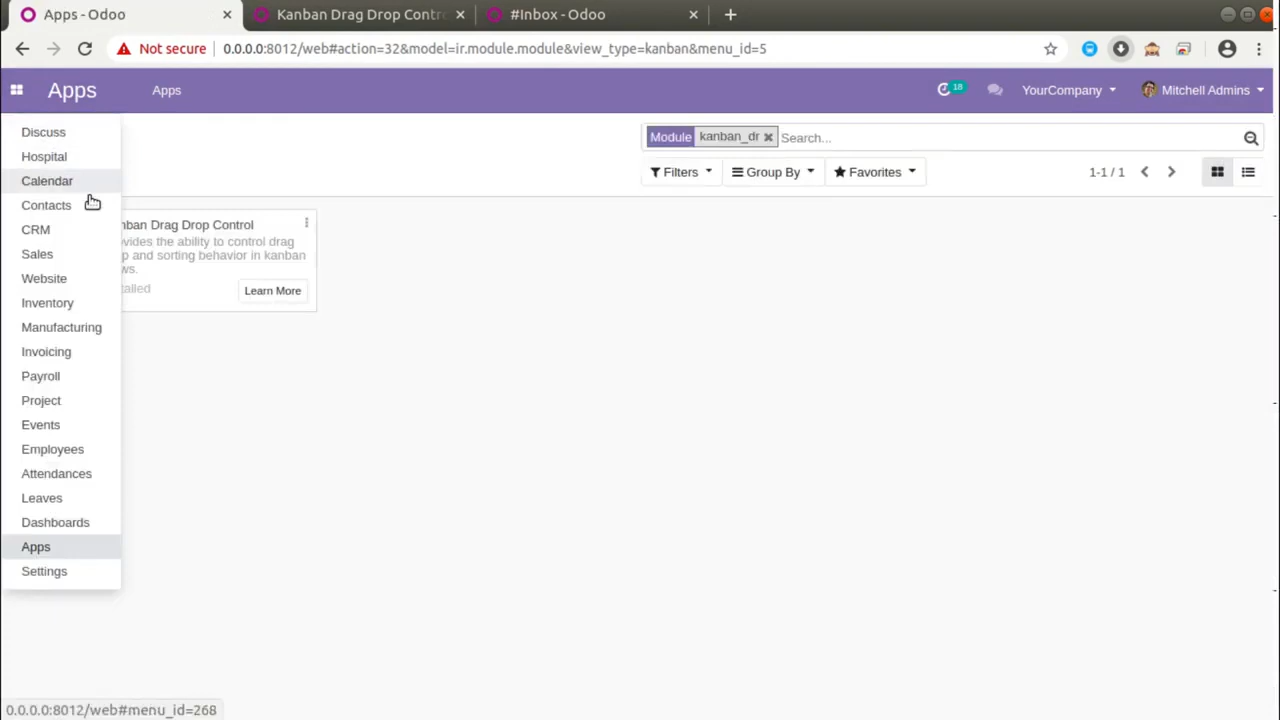 Apps - Odoo
Kanban Drag Drop Contr
#Inbox - Odoo
Not secure
0.0.0.0:8012/web#action=32&model=ir.module.module&view_type=kanban&menu_id=5
Apps
Apps
18
YourCompany
Mitchell Admins
Discuss
Hospital
Calendar
Contacts
CRM
Sales
Website
Inventory
Manufacturing
Invoicing
Payroll
Project
Events
Employees
Attendances
Leaves
Dashboards
Apps
Settings
Module kanban_dr Search...
Filters
Group By
Favorites
1-1 / 1
nban Drag Drop Control
vides the ability to control drag
p and sorting behavior in kanban
ws.
alled
Learn More
0.0.0.0:8012/web#menu_id=268